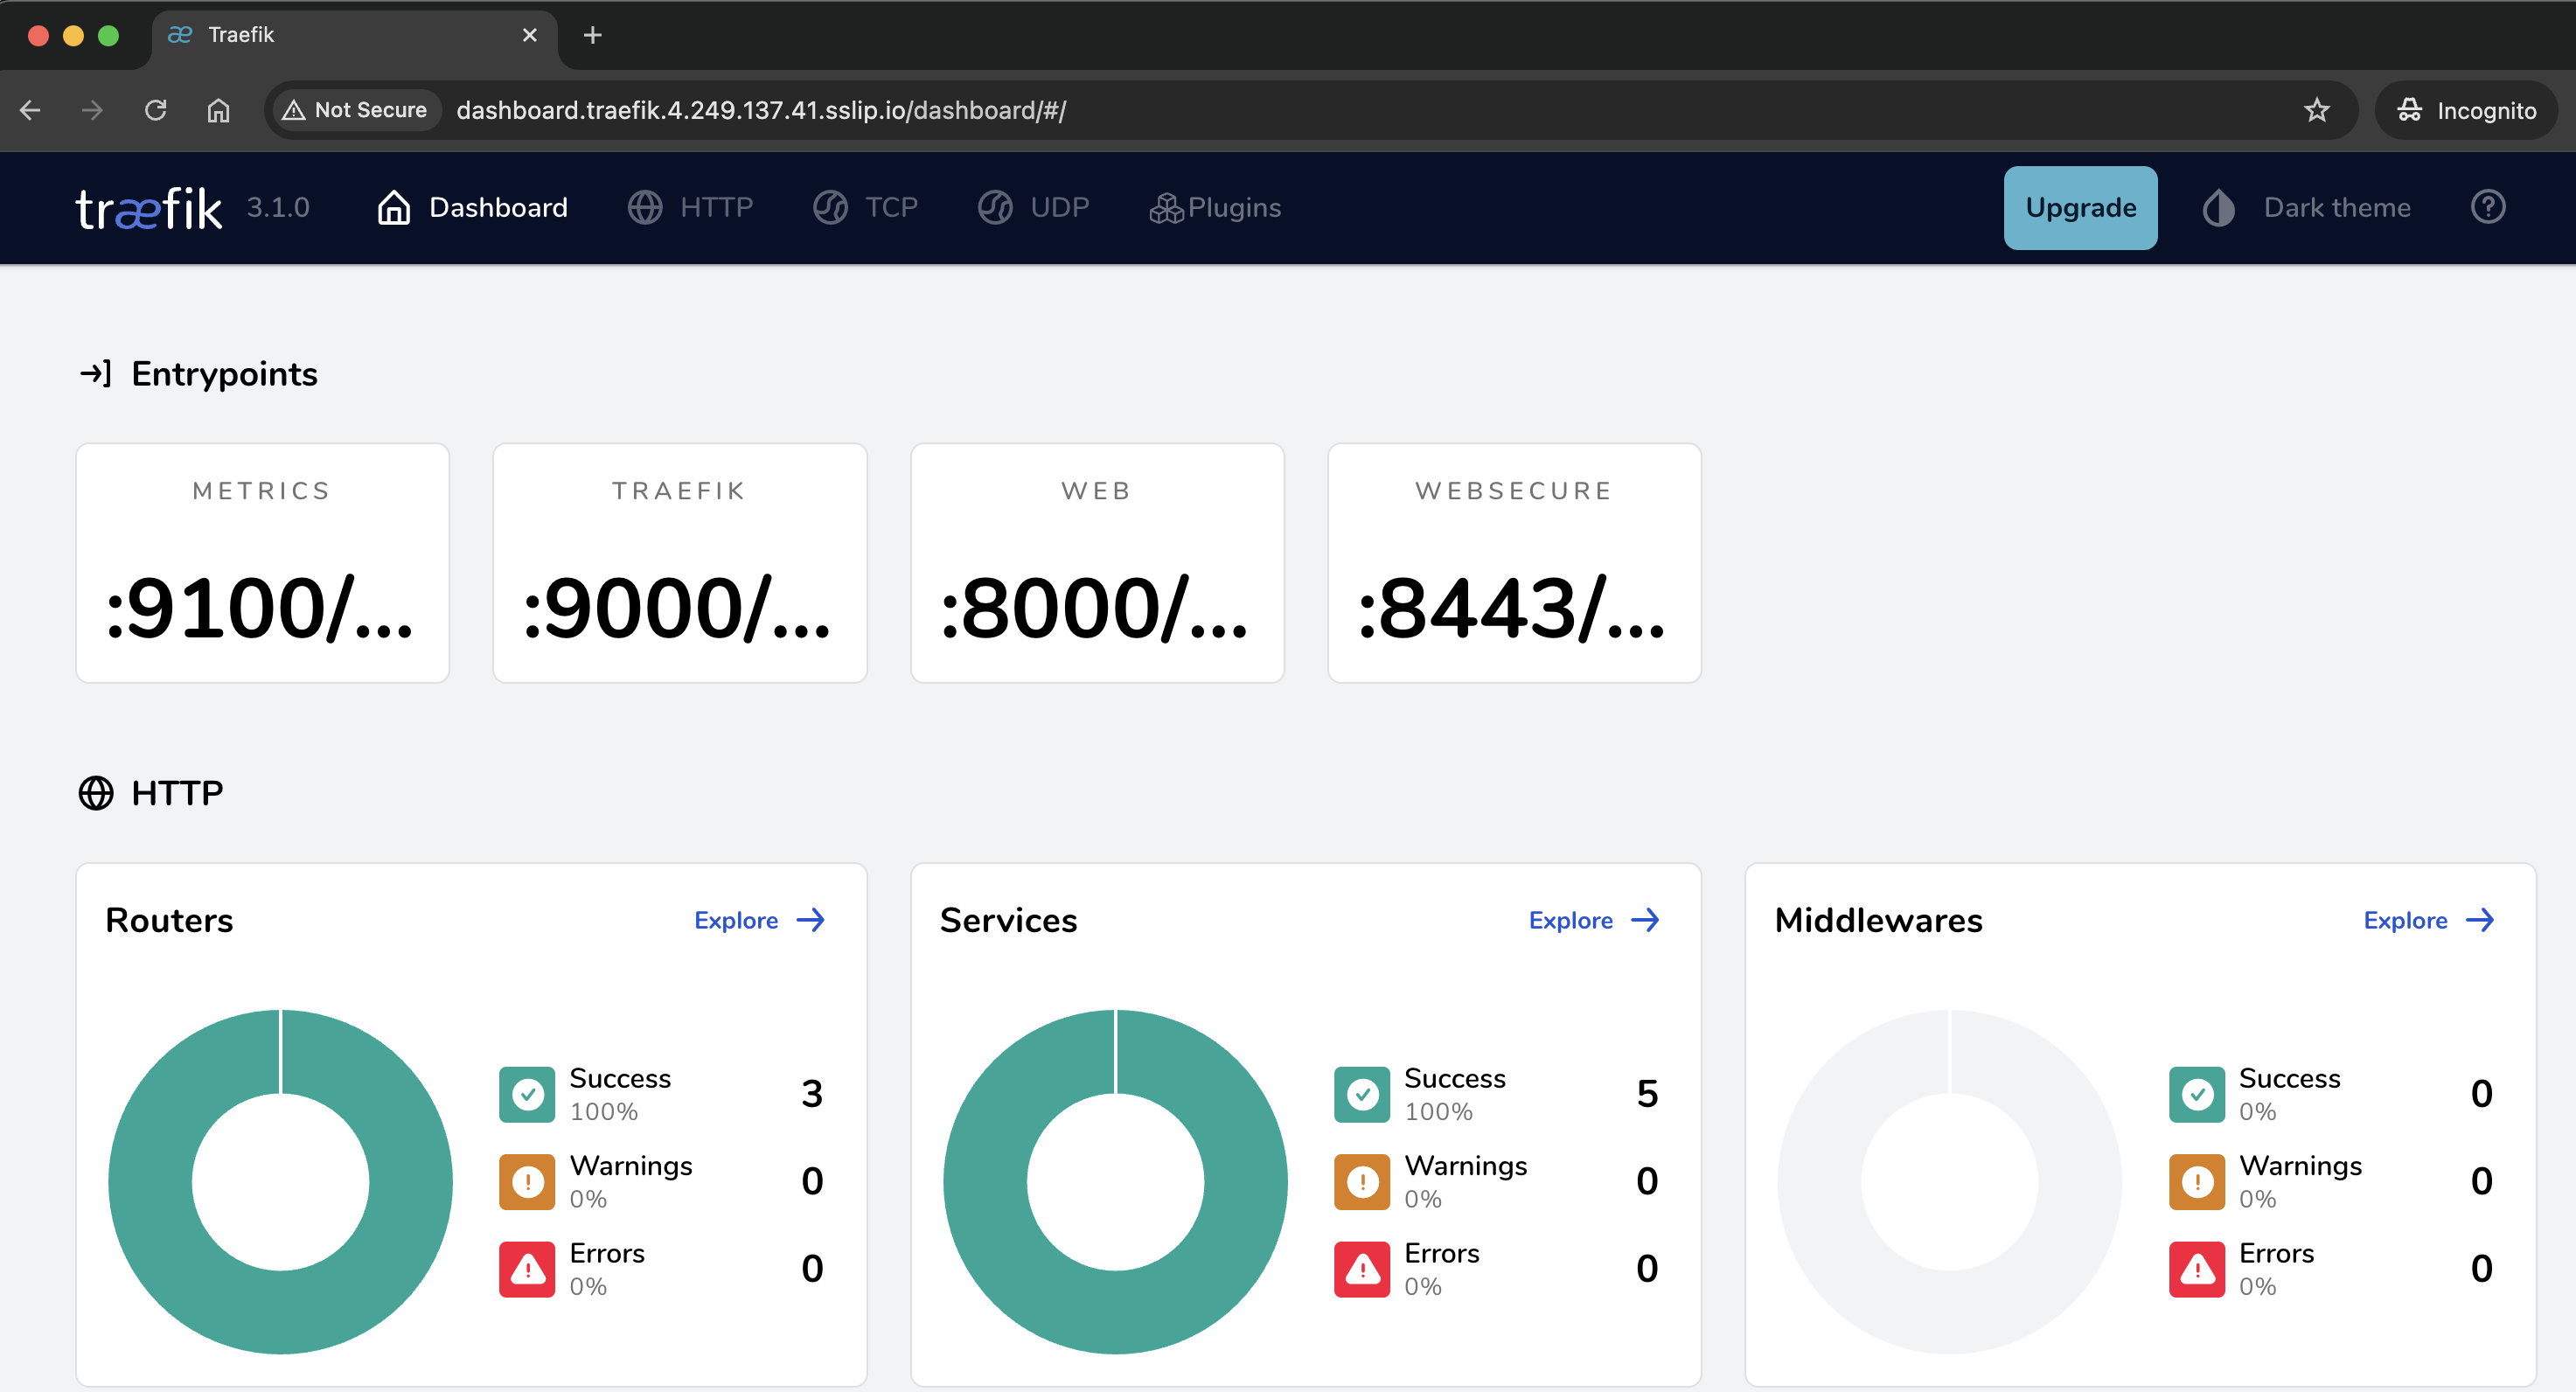 Traefik
Not Secure dashboard.traefik.4.249.137.41.sslip.io/dashboard/#/ Incognito
træfik 3.1.0 Dashboard HTTP TCP UDP Plugins Upgrade Dark theme
Entrypoints
METRICS TRAEFIK WEB WEBSECURE
:9100/... :9000/... :8000/... :8443/...
HTTP
Routers Explore Services Explore Middlewares Explore
Success 3 Success 5 Success 0
100% 100% 0%
Warnings 0 Warnings 0 Warnings 0
0% 0% 0%
Errors 0 Errors 0 Errors 0
0% 0% 0%